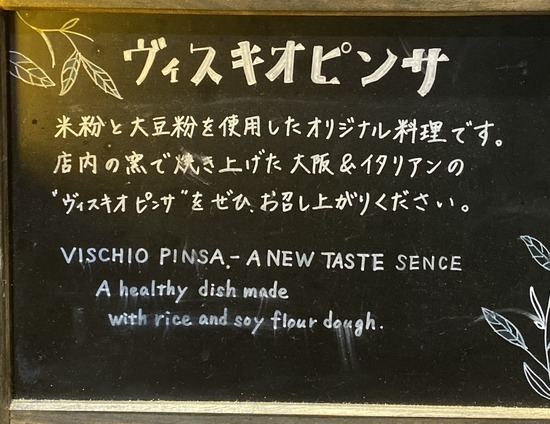 ヴィスキオピンサ
米粉と大豆粉を使用したオリジナル料理です。
店内の窯で焼き上げた大阪&イタリアンの
"ヴィスキオピンサ"をぜひ、お召し上がりください。
VISCHIO PINSA.- A NEW TASTE SENCE
A healthy dish made
with rice and soy flour dough.